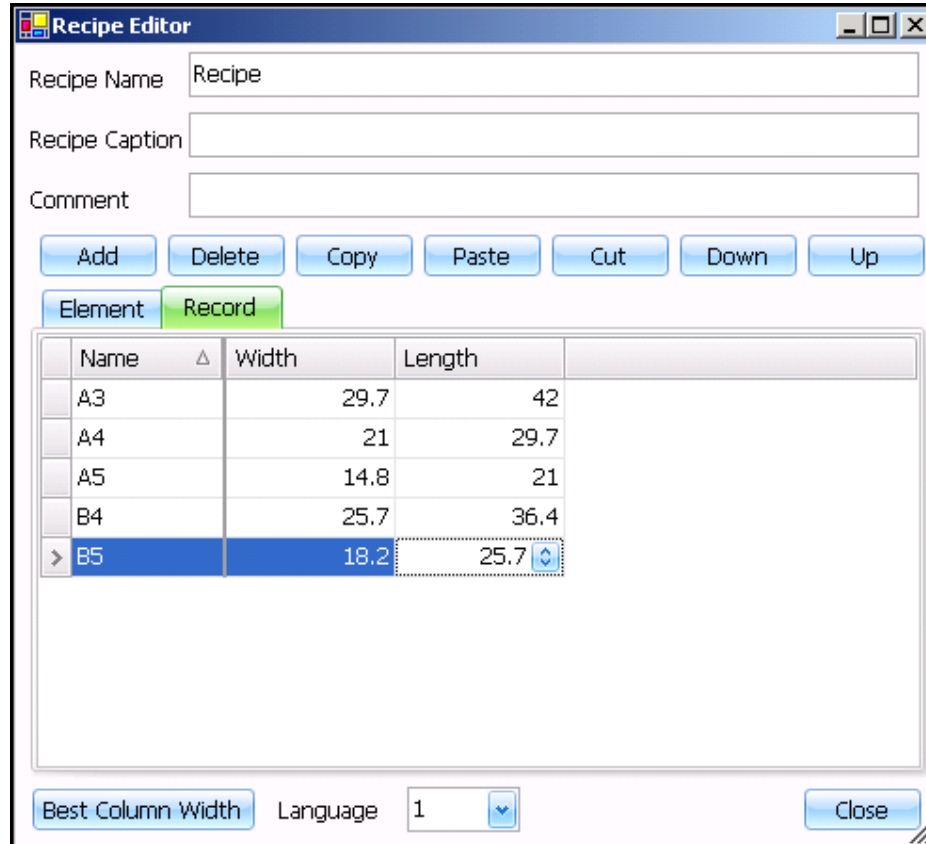 Recipe Editor
Recipe Name Recipe
Recipe Caption
Comment
Add Delete Copy Paste Cut Down Up
Element Record
Name Width Length
A3 29.7 42
A4 21 29.7
A5 14.8 21
B4 25.7 36.4
B5 18.2 25.7
Best Column Width Language 1 Close